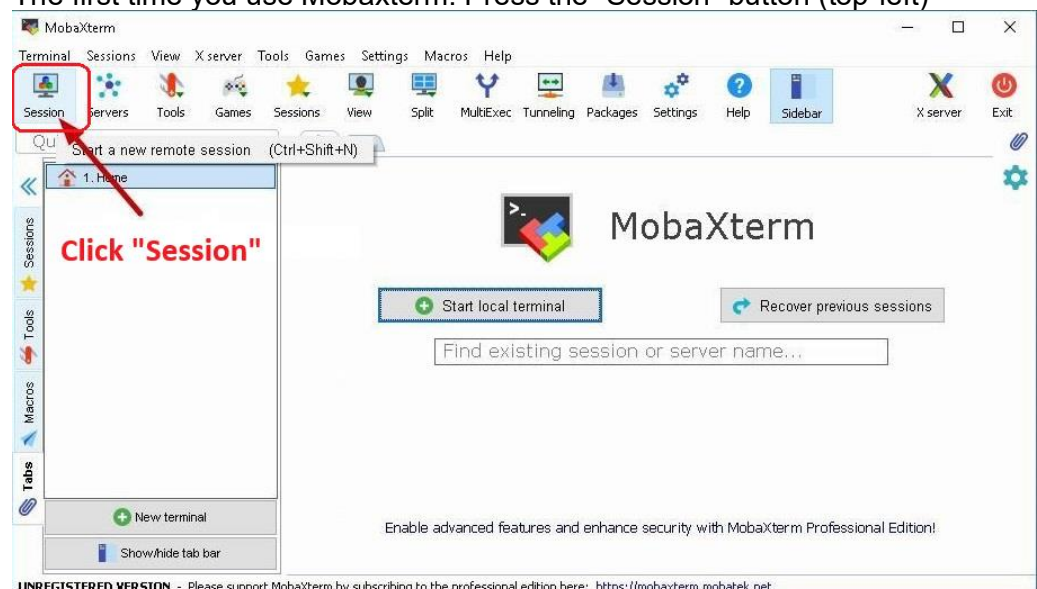 The first time you use Mobaxterm: Press the "Session" button (top-left)
MobaXterm
Terminal Sessions View X server Tools Games Settings Macros Help
Session Servers Tools Games Sessions View Split MultiExec Tunneling Packages Settings Help Sidebar X server Exit
Start a new remote session (Ctrl+Shift+N)
1. Home
Sessions
Tools
Macros
Tabs
Click "Session"
MobaXterm
Start local terminal
Recover previous sessions
Find existing session or server name...
New terminal
Show/hide tab bar
Enable advanced features and enhance security with MobaXterm Professional Edition!
UNREGISTERED VERSION - Please support MobaXterm by subscribing to the professional edition here: https://mobaxterm.mobatek.net